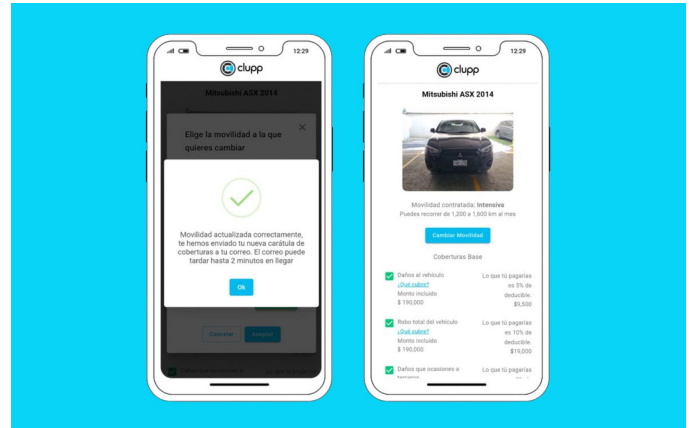 12:29
clupp
Mitsubishi ASX 2014
Elige la movilidad a la que
quieres cambiar
Movilidad actualizada correctamente,
te hemos enviado tu nueva carátula de
coberturas a tu correo. El correo puede
tardar hasta 2 minutos en llegar
Ok
Cancelar Aceptar
12:29
clupp
Mitsubishi ASX 2014
Movilidad contratada: Intensiva
Puedes recorrer de 1,200 a 1,600 km al mes
Cambiar Movilidad
Coberturas Base
Daños al vehículo
¿Qué cubre?
Monto incluido
$ 190,000
Lo que tú pagarías
es 5% de
deducible.
$9,500
Robo total del vehículo
¿Qué cubre?
Monto incluido
$ 190,000
Lo que tú pagarías
es 10% de
deducible.
$19,000
Daños que ocasiones a
Lo que tú pagarías